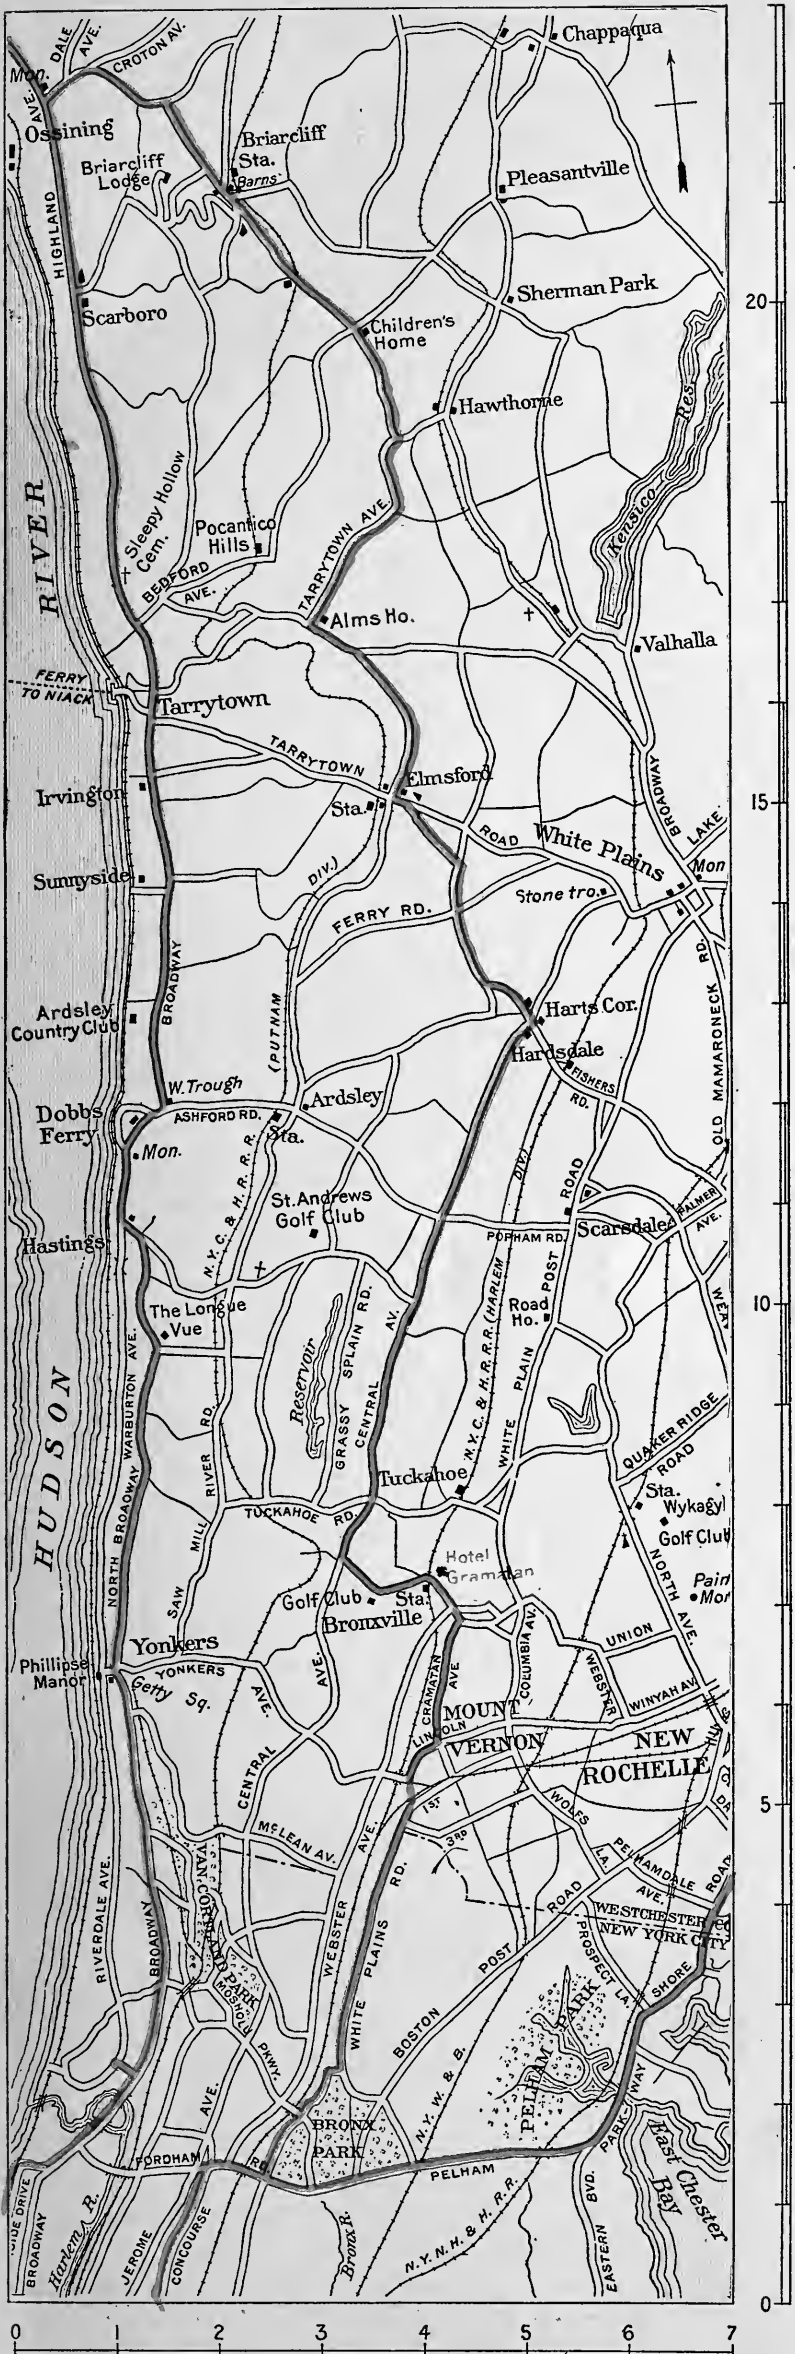 DALE
AVE.
CROTON AV.
Chappaqua
Mon.
AVE.
Ossining
Briarcliff
Sta.
Barns
Briarcliff
Lodge
Pleasantville
HIGHLAND
Scarboro
Sherman Park
20
Children's
Home
Hawthorne
Kensico
Res.
RIVER
Sleepy Hollow
Cem.
Pocantico
Hills
BEDFORD
AVE.
TARRYTOWN AVE.
Alms Ho.
Valhalla
FERRY
TO NIACK
Tarrytown
TARRYTOWN
Elmsford
Irvington
Sta.
ROAD
White Plains
BROADWAY
LAKE
15
Mon
Sunnyside
DIV.)
Stone tro.
FERRY RD.
BROADWAY
(PUTNAM
RD.
Ardsley
Country Club
Harts Cor.
Hardsdale
OLD MAMARONECK
FISHERS
RD.
W. Trough
Dobbs
Ferry
ASHFORD RD.
Ardsley
Sta.
Mon.
N.Y.C. & H.R.R.R.
DIV.)
St. Andrews
Golf Club
ROAD
PALMER
AVE.
Hastings
POPHAM RD.
Scarsdale
The Longue
Vue
Reservoir
GRASSY SPLAIN RD.
CENTRAL
AV.
N.Y.C. & H.R.R.R. (HARLEM
Road
Ho.
POST
PLAIN
WHITE
10
HUDSON
NORTH BROADWAY
WARBURTON AVE.
RD.
RIVER
MILL
SAW
TUCKAHOE RD.
Tuckahoe
QUAKER RIDGE
ROAD
Sta.
Wykagyl
Golf Club
Hotel
Gramatan
Golf Club
Sta.
Bronxville
NORTH AVE.
Pain
Mon
Yonkers
Phillipse
Manor
YONKERS
AVE.
Getty Sq.
AVE.
CENTRAL
CRAMATAN
AVE
COLUMBIA AV.
UNION
WEBSTER
WINYAH AV.
MOUNT
VERNON
LINCOLN
NEW
ROCHELLE
1ST
3RD
5
WOLFS
LA.
McLEAN AV.
AVE.
RD.
PELHAMDALE
AVE.
ROAD
RIVERDALE AVE.
BROADWAY
VAN CORTLAND PARK
MOSHOLU
PKWY.
WEBSTER
PLAINS
WHITE
BOSTON
POST
ROAD
WESTCHESTER CO
NEW YORK CITY
PROSPECT LA.
SHORE
PELHAM
PARK
AVE.
N.Y.W. & B.
PARK-WAY
BRONX
PARK
FORDHAM
RD.
PELHAM
East Chester
Bay
BROADWAY
Harlem R.
JEROME
CONCOURSE
Bronx R.
N.Y.N.H. & H.R.R.
EASTERN
BVD.
0
0 1 2 3 4 5 6 7